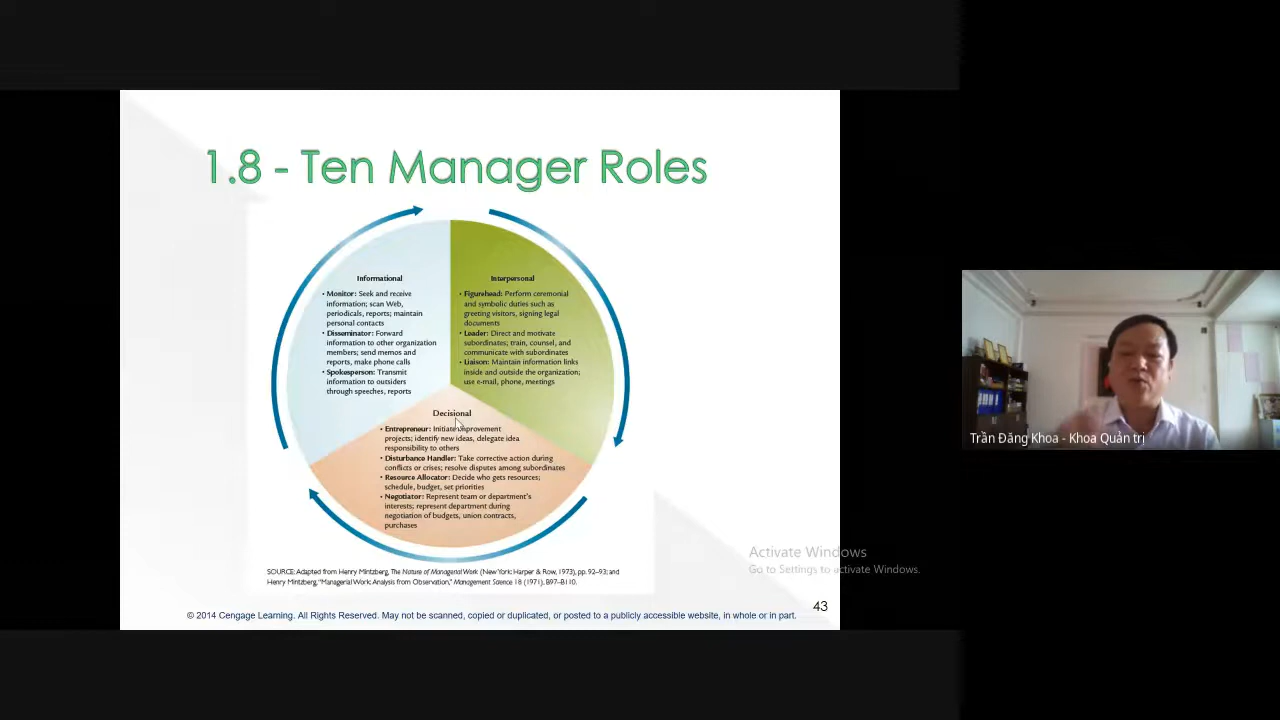 1.8 - Ten Manager Roles
Informational
• Monitor: Seek and receive
information; scan Web,
periodicals, reports; maintain
personal contacts
• Disseminator: Forward
information to other organization
members; send memos and
reports, make phone calls
• Spokesperson: Transmit
information to outsiders
through speeches, reports
Interpersonal
• Figurehead: Perform ceremonial
and symbolic duties such as
greeting visitors, signing legal
documents
• Leader: Direct and motivate
subordinates; train, counsel, and
communicate with subordinates
• Liaison: Maintain information links
inside and outside the organization;
use e-mail, phone, meetings
Decisional
• Entrepreneur: Initiate improvement
projects; identify new ideas, delegate idea
responsibility to others
• Disturbance Handler: Take corrective action during
conflicts or crises; resolve disputes among subordinates
• Resource Allocator: Decide who gets resources;
schedule, budget, set priorities
• Negotiator: Represent team or department's
interests; represent department during
negotiation of budgets, union contracts,
purchases
SOURCE: Adapted from Henry Mintzberg, The Nature of Managerial Work (New York: Harper & Row, 1973), pp. 92–93; and
Henry Mintzberg, "Managerial Work: Analysis from Observation," Management Science 18 (1971), B97–B110.
43
© 2014 Cengage Learning. All Rights Reserved. May not be scanned, copied or duplicated, or posted to a publicly accessible website, in whole or in part.
Trần Đăng Khoa - Khoa Quản trị
Activate Windows
Go to Settings to activate Windows.